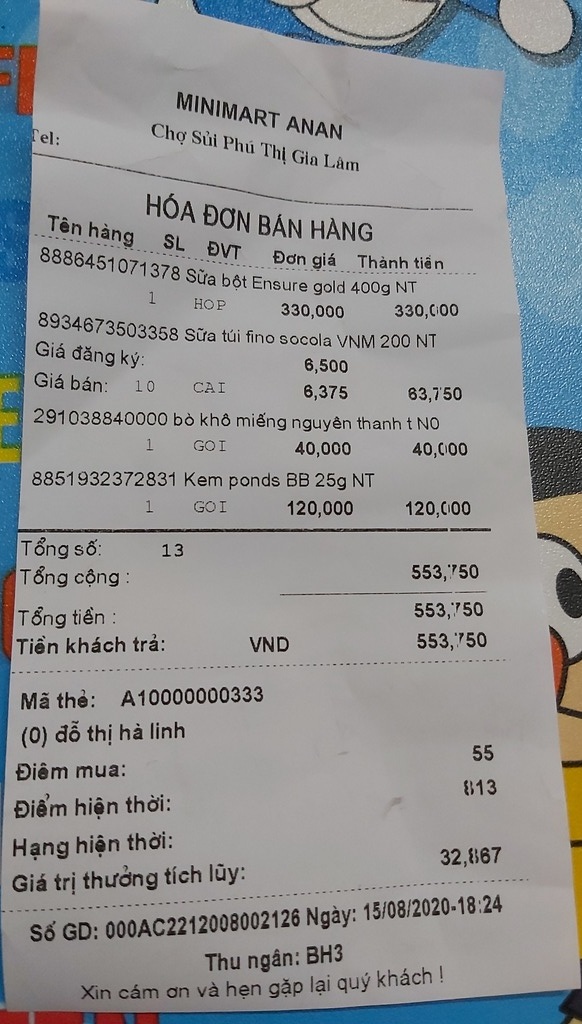 MINIMART ANAN
Tel: Chợ Sủi Phú Thị Gia Lâm
HÓA ĐƠN BÁN HÀNG
Tên hàng SL ĐVT Đơn giá Thành tiền
8886451071378 Sữa bột Ensure gold 400g NT
1 HOP 330,000 330,000
8934673503358 Sữa túi fino socola VNM 200 NT
Giá đăng ký: 6,500
Giá bán: 10 CAI 6,375 63,750
291038840000 bò khô miếng nguyên thanh t N0
1 GOI 40,000 40,000
8851932372831 Kem ponds BB 25g NT
1 GOI 120,000 120,000
Tổng số: 13
Tổng cộng : 553,750
Tổng tiền : 553,750
Tiền khách trả: VND 553,750
Mã thẻ: A10000000333
(0) đỗ thị hà linh
Điểm mua: 55
Điểm hiện thời: 813
Hạng hiện thời:
Giá trị thưởng tích lũy: 32,867
Số GD: 000AC2212008002126 Ngày: 15/08/2020-18:24
Thu ngân: BH3
Xin cám ơn và hẹn gặp lại quý khách !